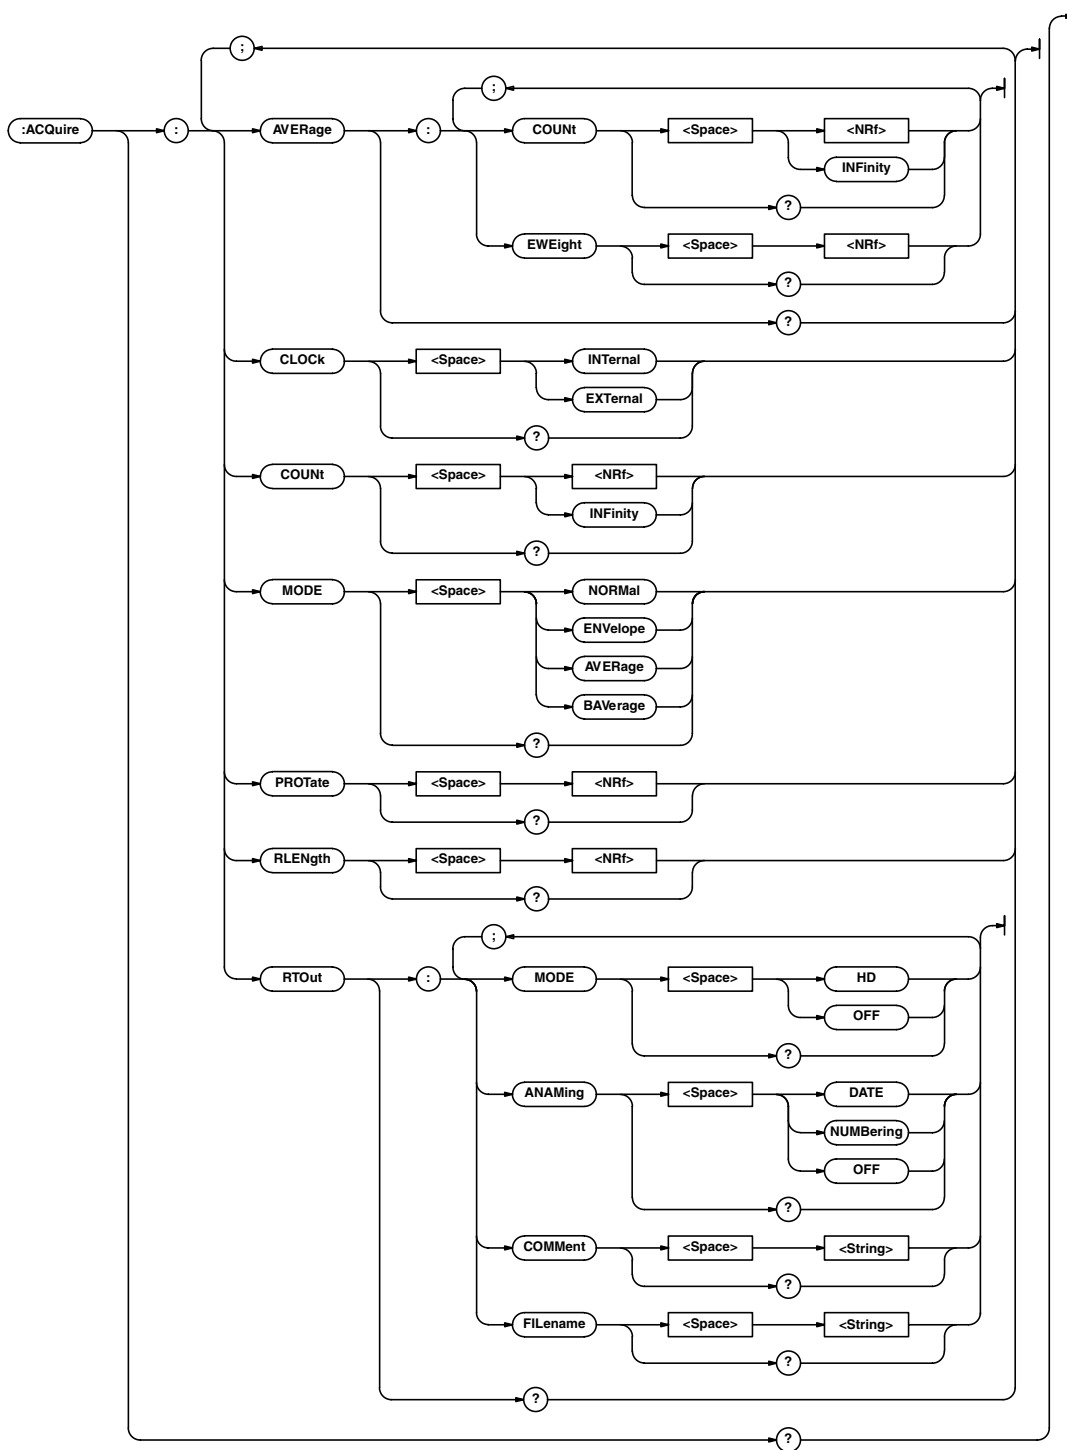 ;
;
:ACQuire : AVERage : COUNt <Space> <NRf>
INFinity
?
EWEight <Space> <NRf>
?
?
CLOCk <Space> INTernal
EXTernal
?
COUNt <Space> <NRf>
INFinity
?
MODE <Space> NORMal
ENVelope
AVERage
BAVerage
?
PROTate <Space> <NRf>
?
RLENgth <Space> <NRf>
?
;
RTOut : MODE <Space> HD
OFF
?
ANAMing <Space> DATE
NUMBering
OFF
?
COMMent <Space> <String>
?
FILename <Space> <String>
?
?
?